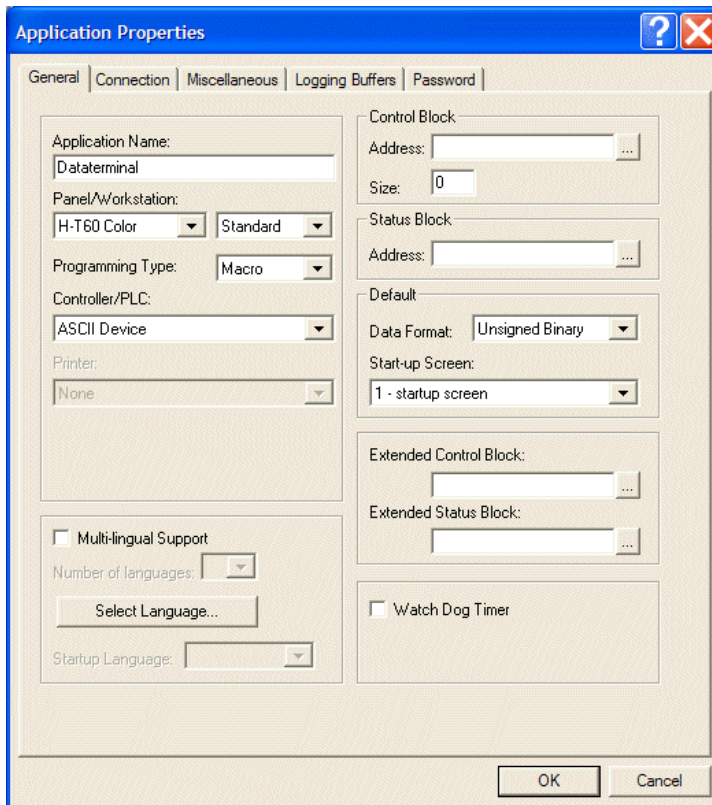 Application Properties
General Connection Miscellaneous Logging Buffers Password
Application Name:
Dataterminal
Panel/Workstation:
H-T60 Color Standard
Programming Type: Macro
Controller/PLC:
ASCII Device
Printer:
None
Multi-lingual Support
Number of languages:
Select Language...
Startup Language:
Control Block
Address: ...
Size: 0
Status Block
Address: ...
Default
Data Format: Unsigned Binary
Start-up Screen:
1 - startup screen
Extended Control Block:
...
Extended Status Block:
...
Watch Dog Timer
OK Cancel